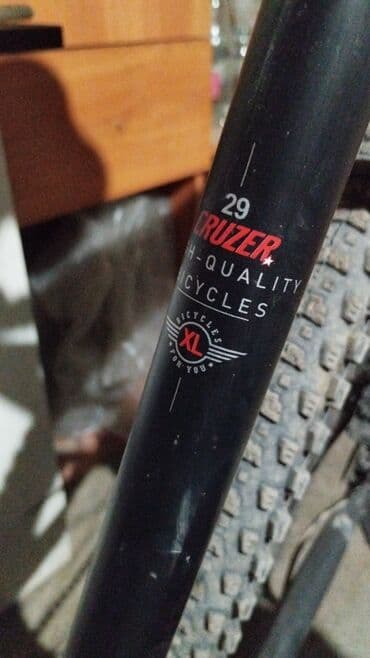 29
CRUZER
H-QUALITY
ICYCLES
BICYCLES
XL
FOR YOU